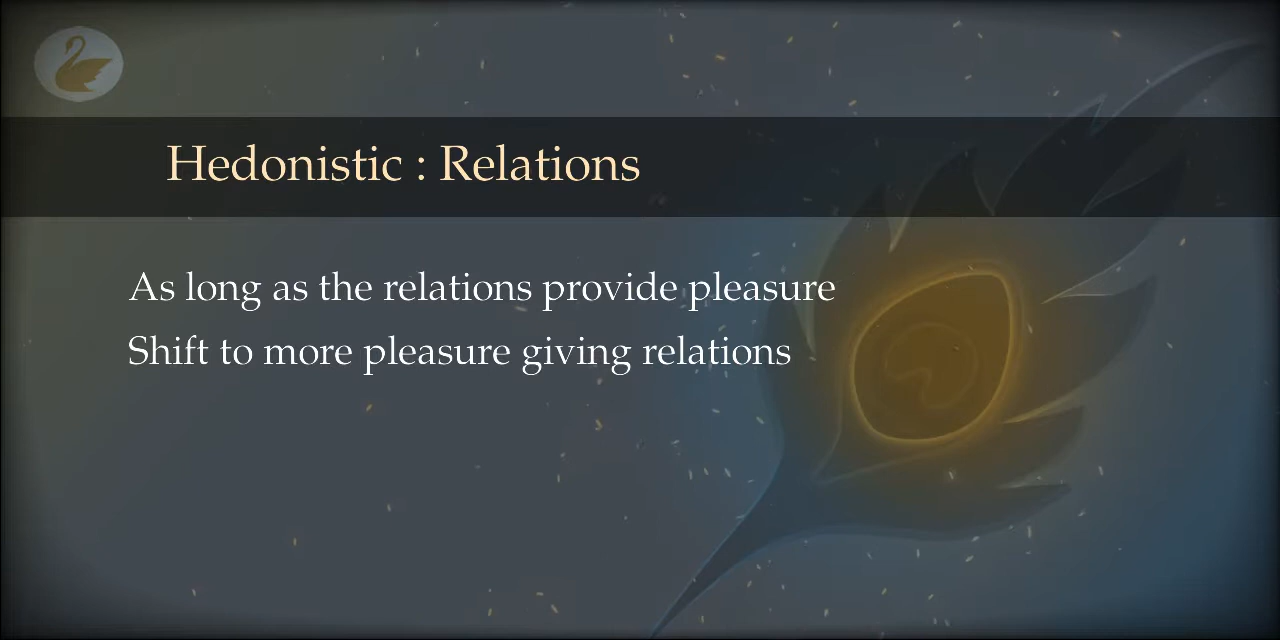 Hedonistic : Relations
As long as the relations provide pleasure
Shift to more pleasure giving relations